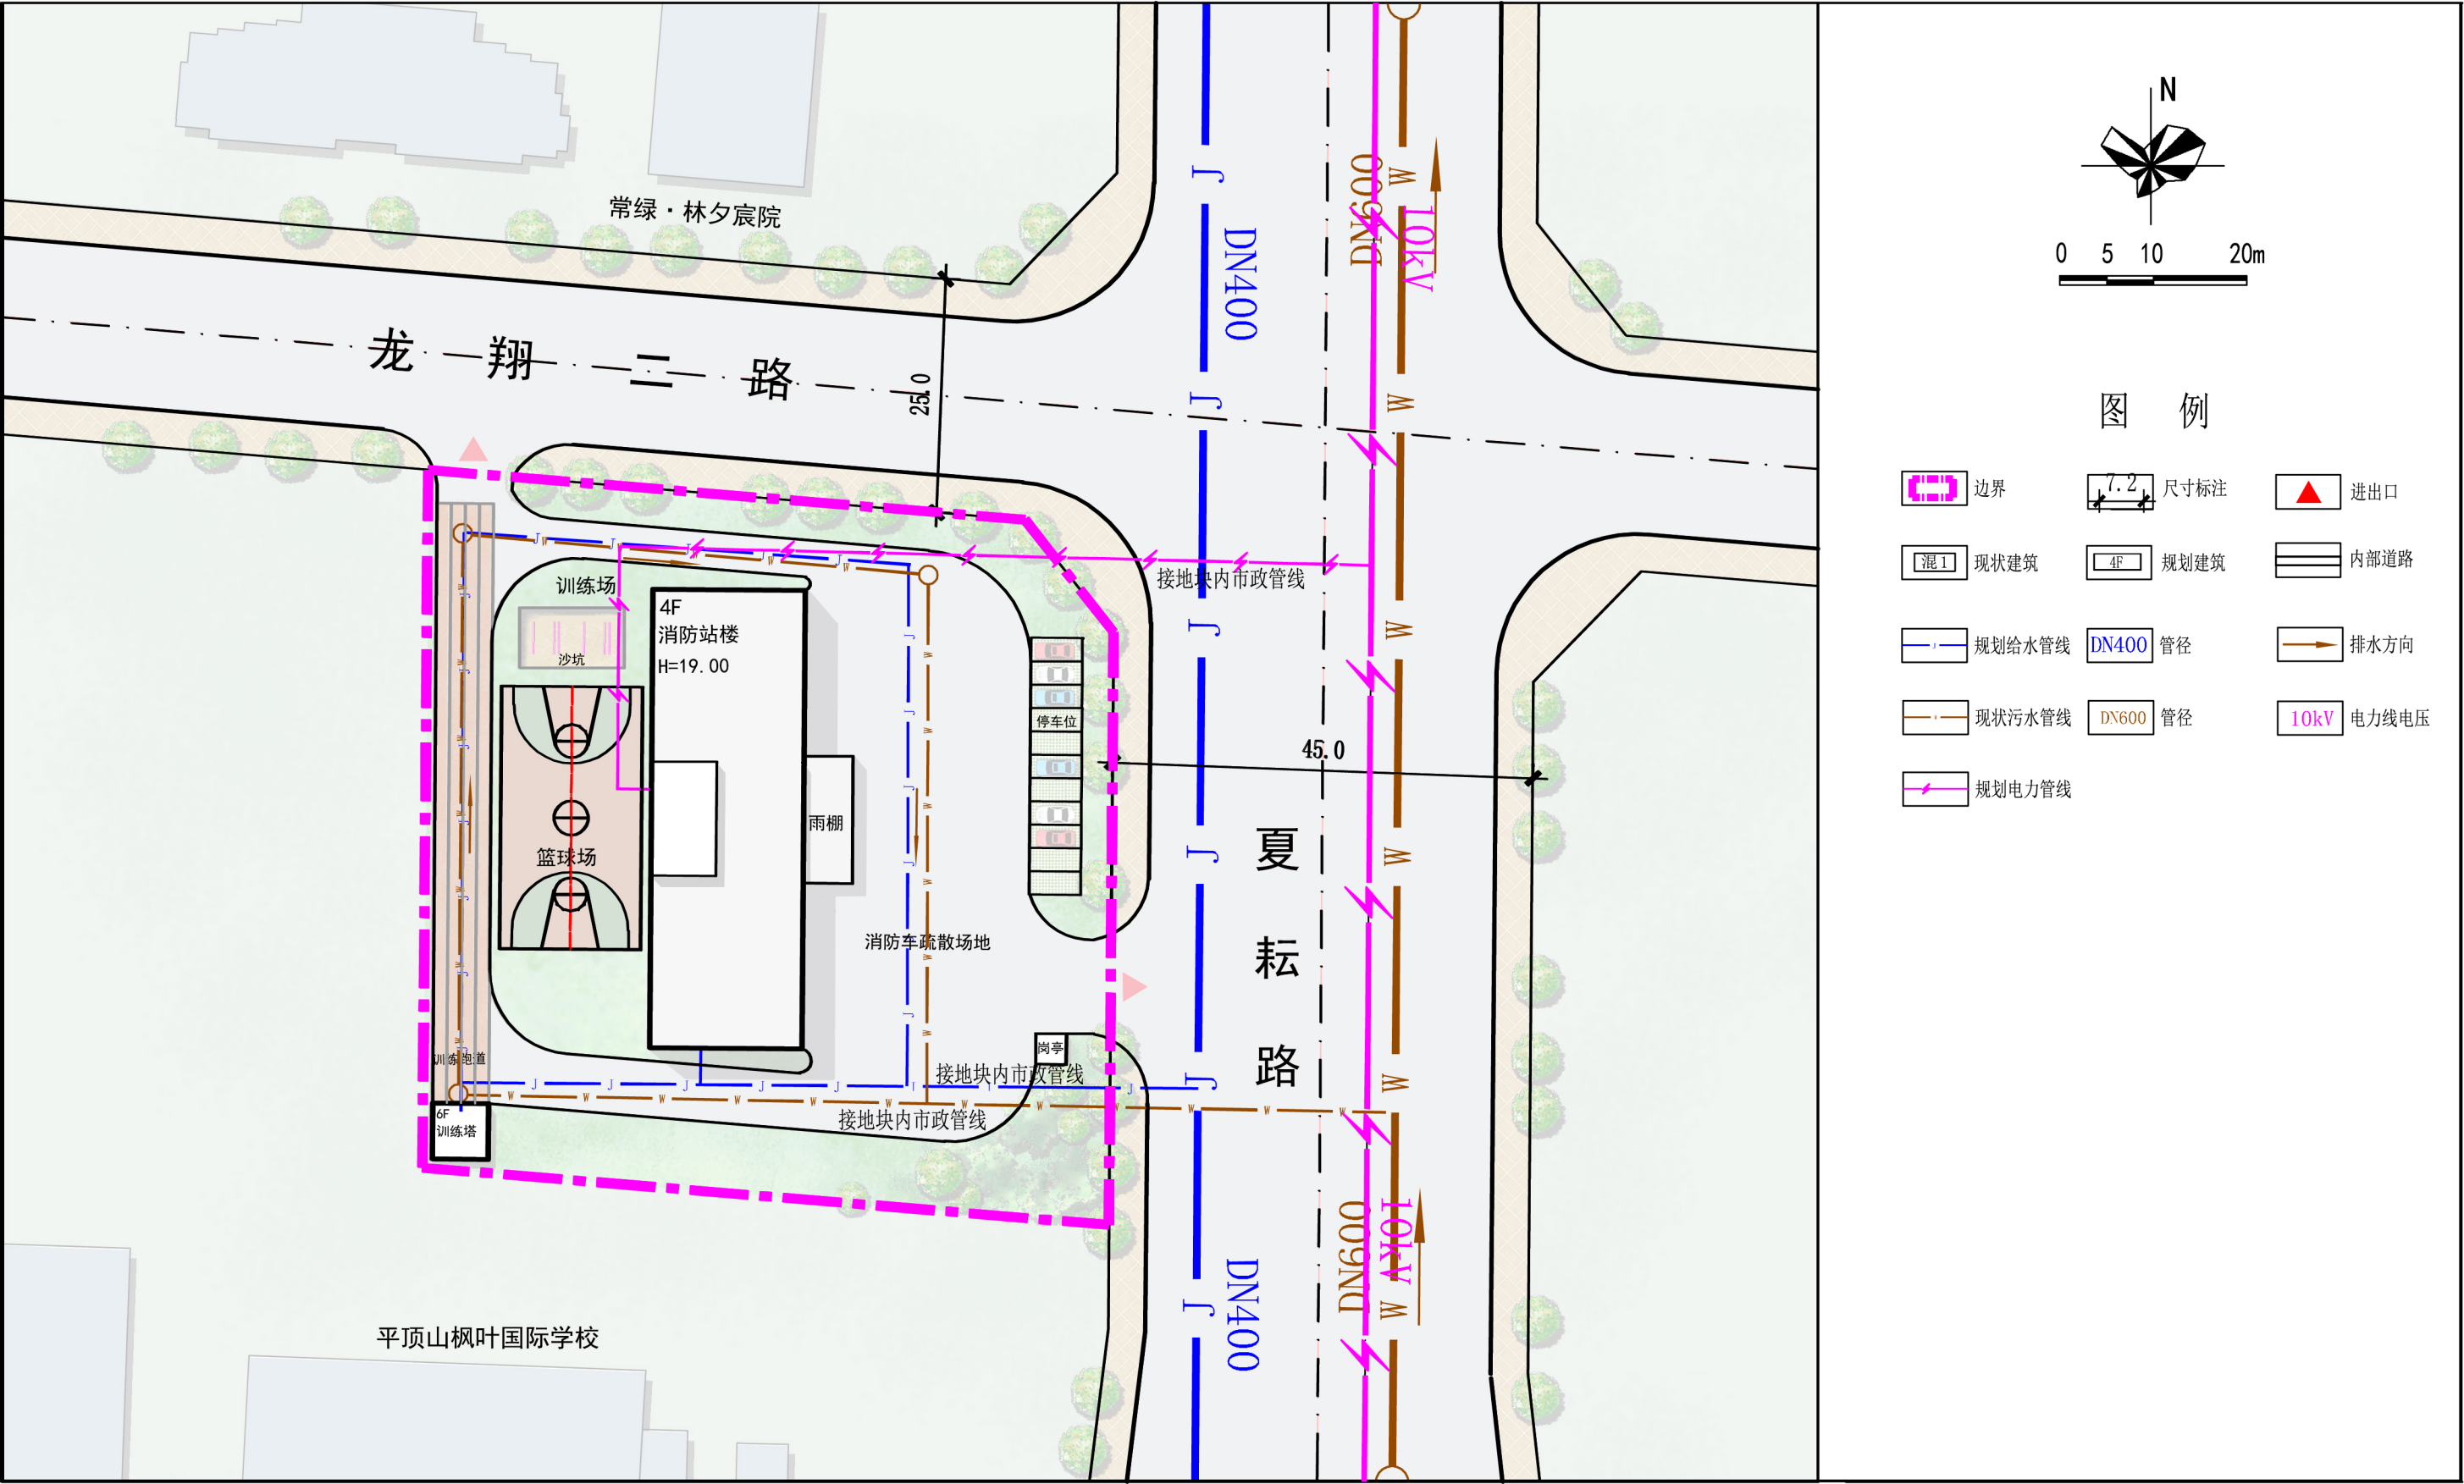 常绿·林夕宸院
龙翔二路
25.0
J
DN400
DN600
W
10kV
接地块内市政管线
训练场
沙坑
4F
消防站楼
H=19.00
停车位
45.0
雨棚
篮球场
消防车疏散场地
夏耘路
岗亭
训练跑道
接地块内市政管线
接地块内市政管线
6F
训练塔
DN400
DN600
10kV
平顶山枫叶国际学校
N
0 5 10 20m
图 例
边界
7.2 尺寸标注
进出口
混1 现状建筑
4F 规划建筑
内部道路
J 规划给水管线
DN400 管径
排水方向
W 现状污水管线
DN600 管径
10kV 电力线电压
规划电力管线